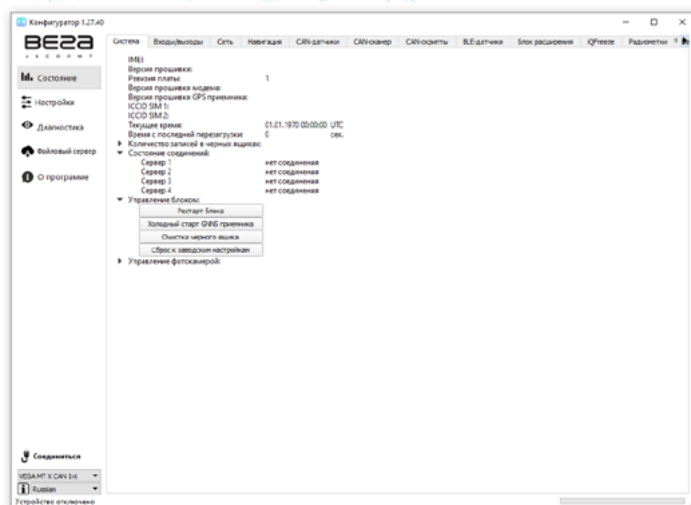 Конфигуратор 1.27.40
ВЕГА
АБСОЛЮТ
Состояние
Настройки
Диагностика
Файловый сервер
О программе
Система Входы/выходы Сеть Навигация CAN-датчики CAN-сканер CAN-скрипты BLE-датчики Блок расширения iQFreeze Радиометки
IMEI:
Версия прошивки:
Ревизия платы: 1
Версия прошивки модема:
Версия прошивки GPS приемника:
ICCID SIM 1:
ICCID SIM 2:
Текущее время: 01.01.1970 00:00:00 UTC
Время с последней перезагрузки: 0 сек.
Количество записей в черных ящиках:
Состояние соединений:
Сервер 1 нет соединения
Сервер 2 нет соединения
Сервер 3 нет соединения
Сервер 4 нет соединения
Управление блоком:
Рестарт блока
Холодный старт GNSS приемника
Очистка черного ящика
Сброс к заводским настройкам
Управление фотокамерой:
Соединиться
VEGA MT X CAN Int
Russian
Устройство отключено